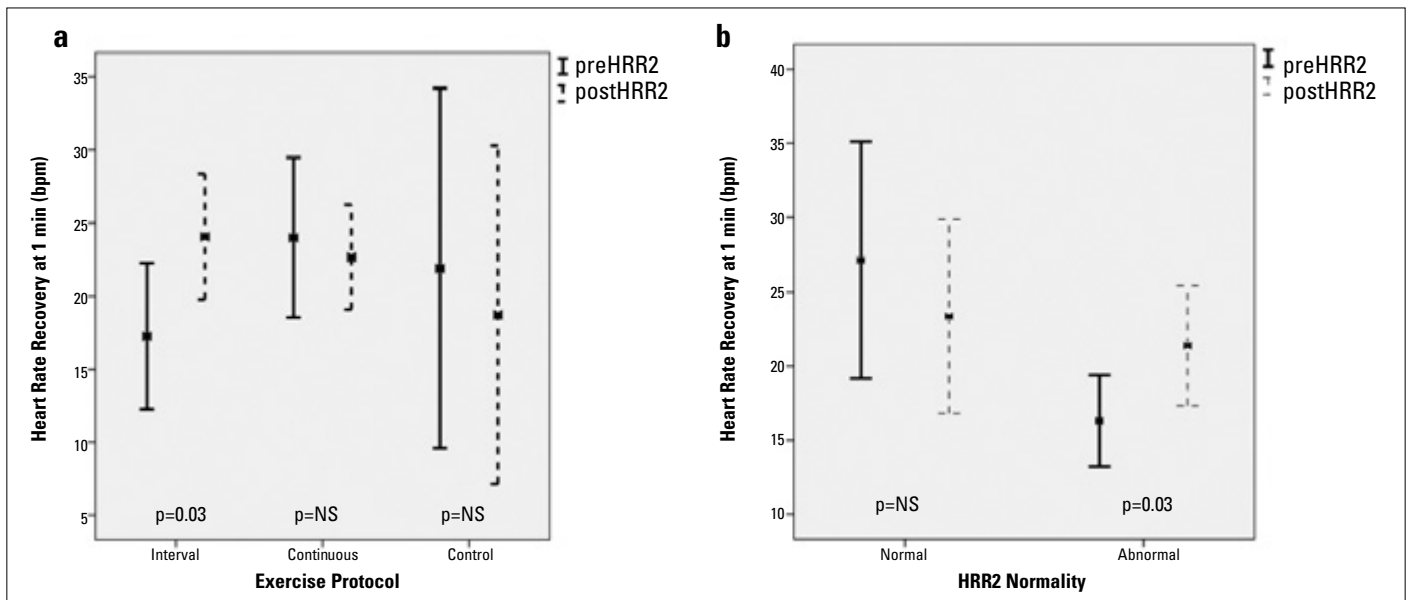 a
preHRR2
postHRR2
Heart Rate Recovery at 1 min (bpm)
35
30
25
20
15
10
5
p=0.03 p=NS p=NS
Interval Continuous Control
Exercise Protocol
b
preHRR2
postHRR2
Heart Rate Recovery at 1 min (bpm)
40
35
30
25
20
15
10
p=NS p=0.03
Normal Abnormal
HRR2 Normality